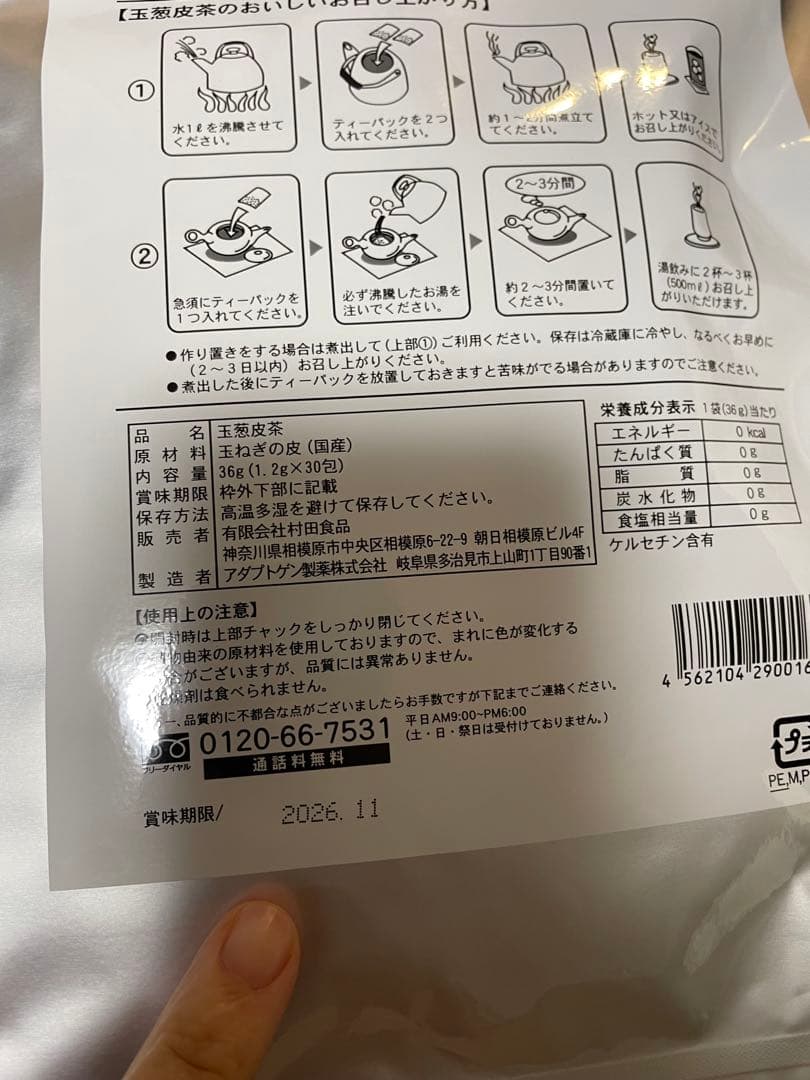 【玉葱皮茶のおいしいお召し上がり方】
①
水1ℓを沸騰させて
ください。
ティーパックを2つ
入れてください。
約1～2分間煮立て
てください。
ホット又はアイスで
お召し上がりください。
②
急須にティーパックを
1つ入れてください。
必ず沸騰したお湯を
注いでください。
2～3分間
約2～3分間置いて
ください。
湯飲みに2杯～3杯
(500mℓ)お召し上
がりいただけます。
●作り置きをする場合は煮出して(上部①)ご利用ください。保存は冷蔵庫に冷やし、なるべくお早めに
(2～3日以内)お召し上がりください。
●煮出した後にティーパックを放置しておきますと苦味がでる場合がありますのでご注意ください。
品名 玉葱皮茶
原材料 玉ねぎの皮(国産)
内容量 36g(1.2g×30包)
賞味期限 枠外下部に記載
保存方法 高温多湿を避けて保存してください。
販売者 有限会社村田食品
神奈川県相模原市中央区相模原6-22-9 朝日相模原ビル4F
製造者 アダプトゲン製薬株式会社 岐阜県多治見市上山町1丁目90番1
栄養成分表示 1袋(36g)当たり
エネルギー 0kcal
たんぱく質 0g
脂質 0g
炭水化物 0g
食塩相当量 0g
ケルセチン含有
【使用上の注意】
開封時は上部チャックをしっかり閉じてください。
物由来の原材料を使用しておりますので、まれに色が変化する
合がございますが、品質には異常ありません。
燥剤は食べられません。
一、品質的に不都合な点がございましたらお手数ですが下記までご連絡ください。
フリーダイヤル
0120-66-7531
通話料無料
平日AM9:00~PM6:00
(土・日・祭日は受付けておりません。)
4 562104 290016
プラ
PE,M,P
賞味期限/ 2026.11